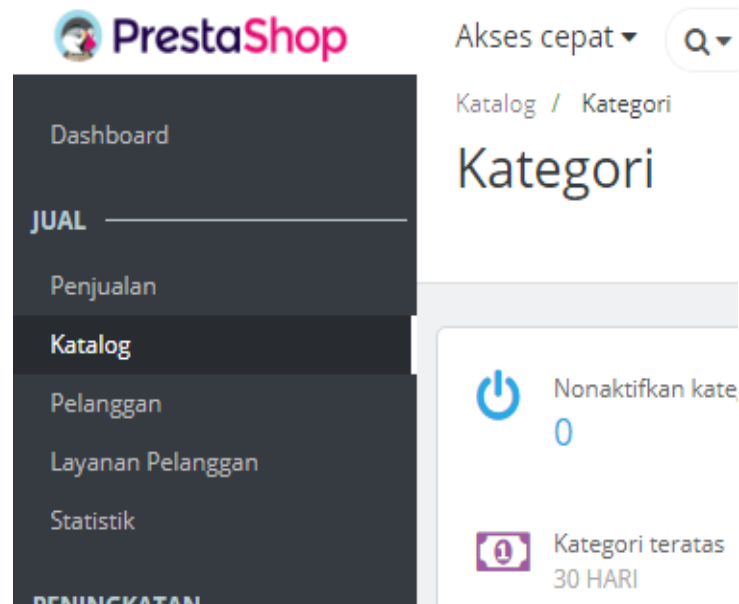 PrestaShop
Akses cepat
Katalog / Kategori
Kategori
Dashboard
JUAL
Penjualan
Katalog
Pelanggan
Layanan Pelanggan
Statistik
PENINGKATAN
Nonaktifkan kate
0
Kategori teratas
30 HARI